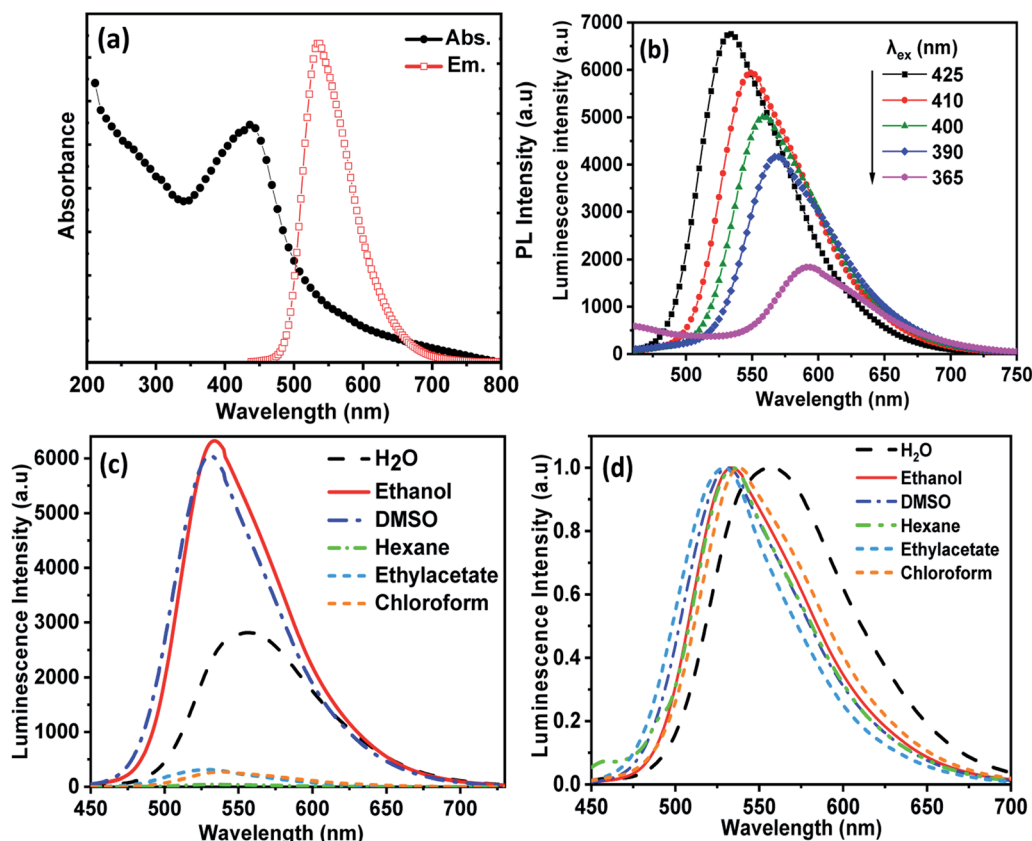 (a)
Abs.
Em.
Absorbance
PL Intensity (a.u)
200 300 400 500 600 700 800
Wavelength (nm)
(b)
λex (nm)
425
410
400
390
365
Luminescence intensity (a.u)
7000
6000
5000
4000
3000
2000
1000
0
500 550 600 650 700 750
Wavelength (nm)
(c)
H2O
Ethanol
DMSO
Hexane
Ethylacetate
Chloroform
Luminescence Intensity (a.u)
6000
5000
4000
3000
2000
1000
0
450 500 550 600 650 700
Wavelength (nm)
(d)
H2O
Ethanol
DMSO
Hexane
Ethylacetate
Chloroform
Luminescence Intensity (a.u)
1.0
0.8
0.6
0.4
0.2
0.0
450 500 550 600 650 700
Wavelength (nm)